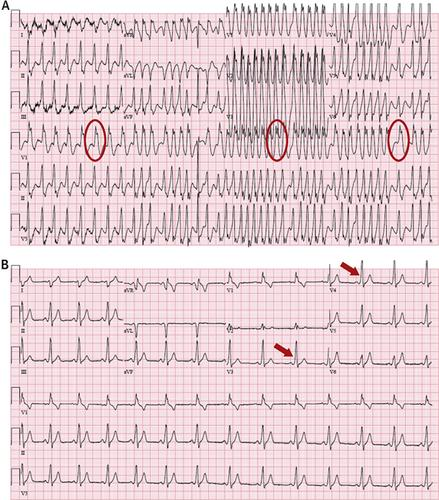 A
I aVR V1 V4
II aVL V2 V5
III aVF V3 V6
V1
II
V5
B
I aVR V1 V4
II aVL V2 V5
III aVF V3 V6
V1
II
V5